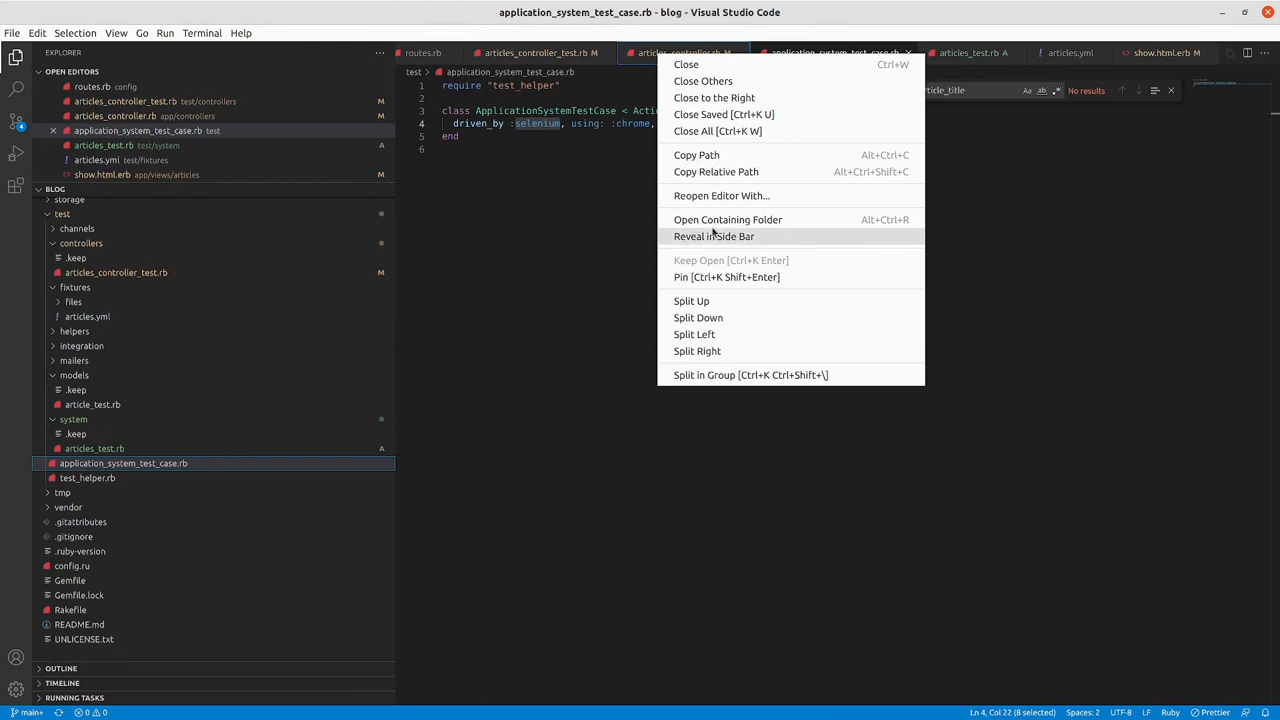 application_system_test_case.rb - blog - Visual Studio Code
File Edit Selection View Go Run Terminal Help
EXPLORER
routes.rb
articles_controller_test.rb M
articles_controller.rb M
application_system_test_case.rb
articles_test.rb A
articles.yml
show.html.erb M
OPEN EDITORS
routes.rb config
articles_controller_test.rb test/controllers M
articles_controller.rb app/controllers M
application_system_test_case.rb test
articles_test.rb test/system A
articles.yml test/fixtures
show.html.erb app/views/articles M
BLOG
storage
test
channels
controllers
.keep
articles_controller_test.rb M
fixtures
files
articles.yml
helpers
integration
mailers
models
.keep
article_test.rb
system
.keep
articles_test.rb A
application_system_test_case.rb
test_helper.rb
tmp
vendor
.gitattributes
.gitignore
.ruby-version
config.ru
Gemfile
Gemfile.lock
Rakefile
README.md
UNLICENSE.txt
OUTLINE
TIMELINE
RUNNING TASKS
test > application_system_test_case.rb
1 require "test_helper"
2
3 class ApplicationSystemTestCase < Actio
4 driven_by :selenium, using: :chrome,
5 end
6
ticle_title Aa ab .* No results
Close Ctrl+W
Close Others
Close to the Right
Close Saved [Ctrl+K U]
Close All [Ctrl+K W]
Copy Path Alt+Ctrl+C
Copy Relative Path Alt+Ctrl+Shift+C
Reopen Editor With...
Open Containing Folder Alt+Ctrl+R
Reveal in Side Bar
Keep Open [Ctrl+K Enter]
Pin [Ctrl+K Shift+Enter]
Split Up
Split Down
Split Left
Split Right
Split in Group [Ctrl+K Ctrl+Shift+\]
main+ 0 0 Ln 4, Col 22 (8 selected) Spaces: 2 UTF-8 LF Ruby Prettier